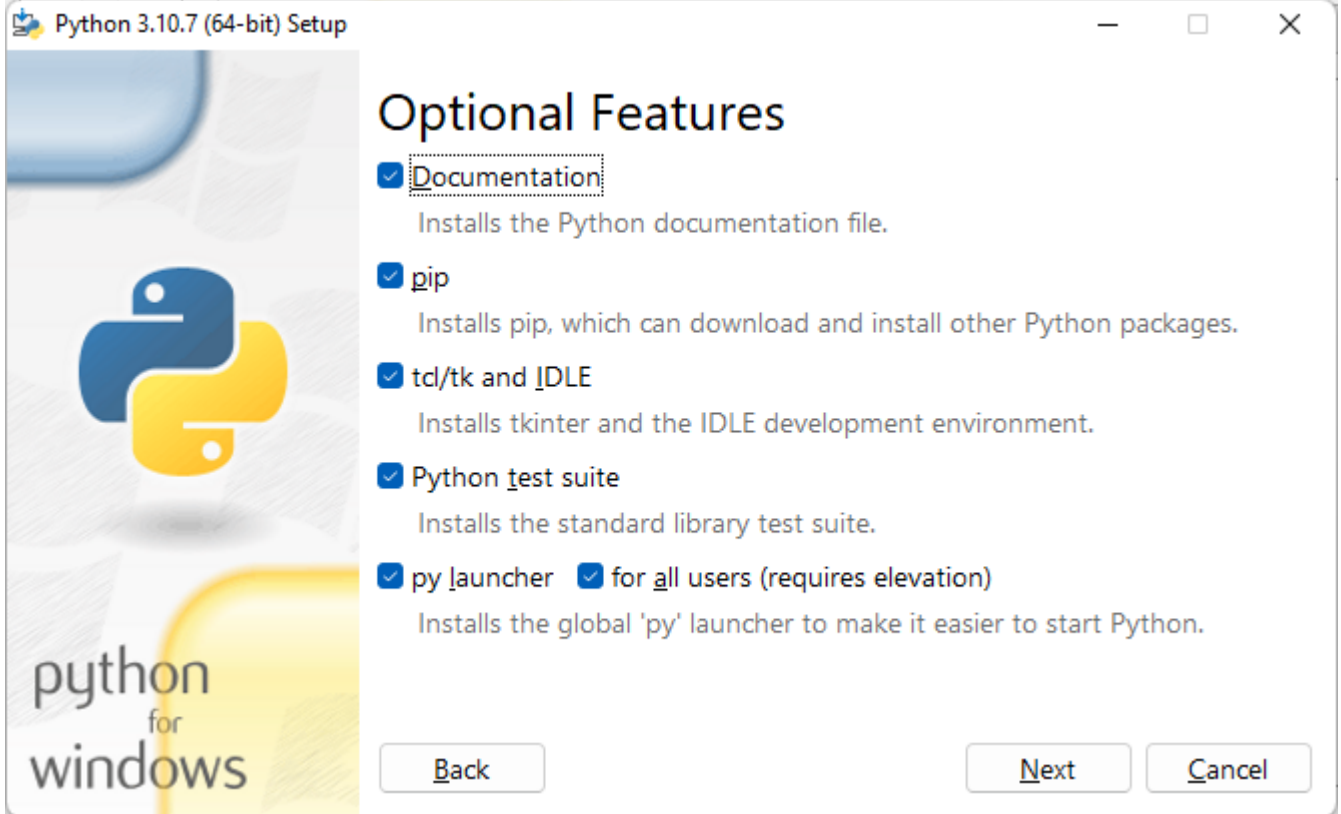 Python 3.10.7 (64-bit) Setup
Optional Features
Documentation
Installs the Python documentation file.
pip
Installs pip, which can download and install other Python packages.
tcl/tk and IDLE
Installs tkinter and the IDLE development environment.
Python test suite
Installs the standard library test suite.
py launcher for all users (requires elevation)
Installs the global 'py' launcher to make it easier to start Python.
python
for
windows
Back Next Cancel